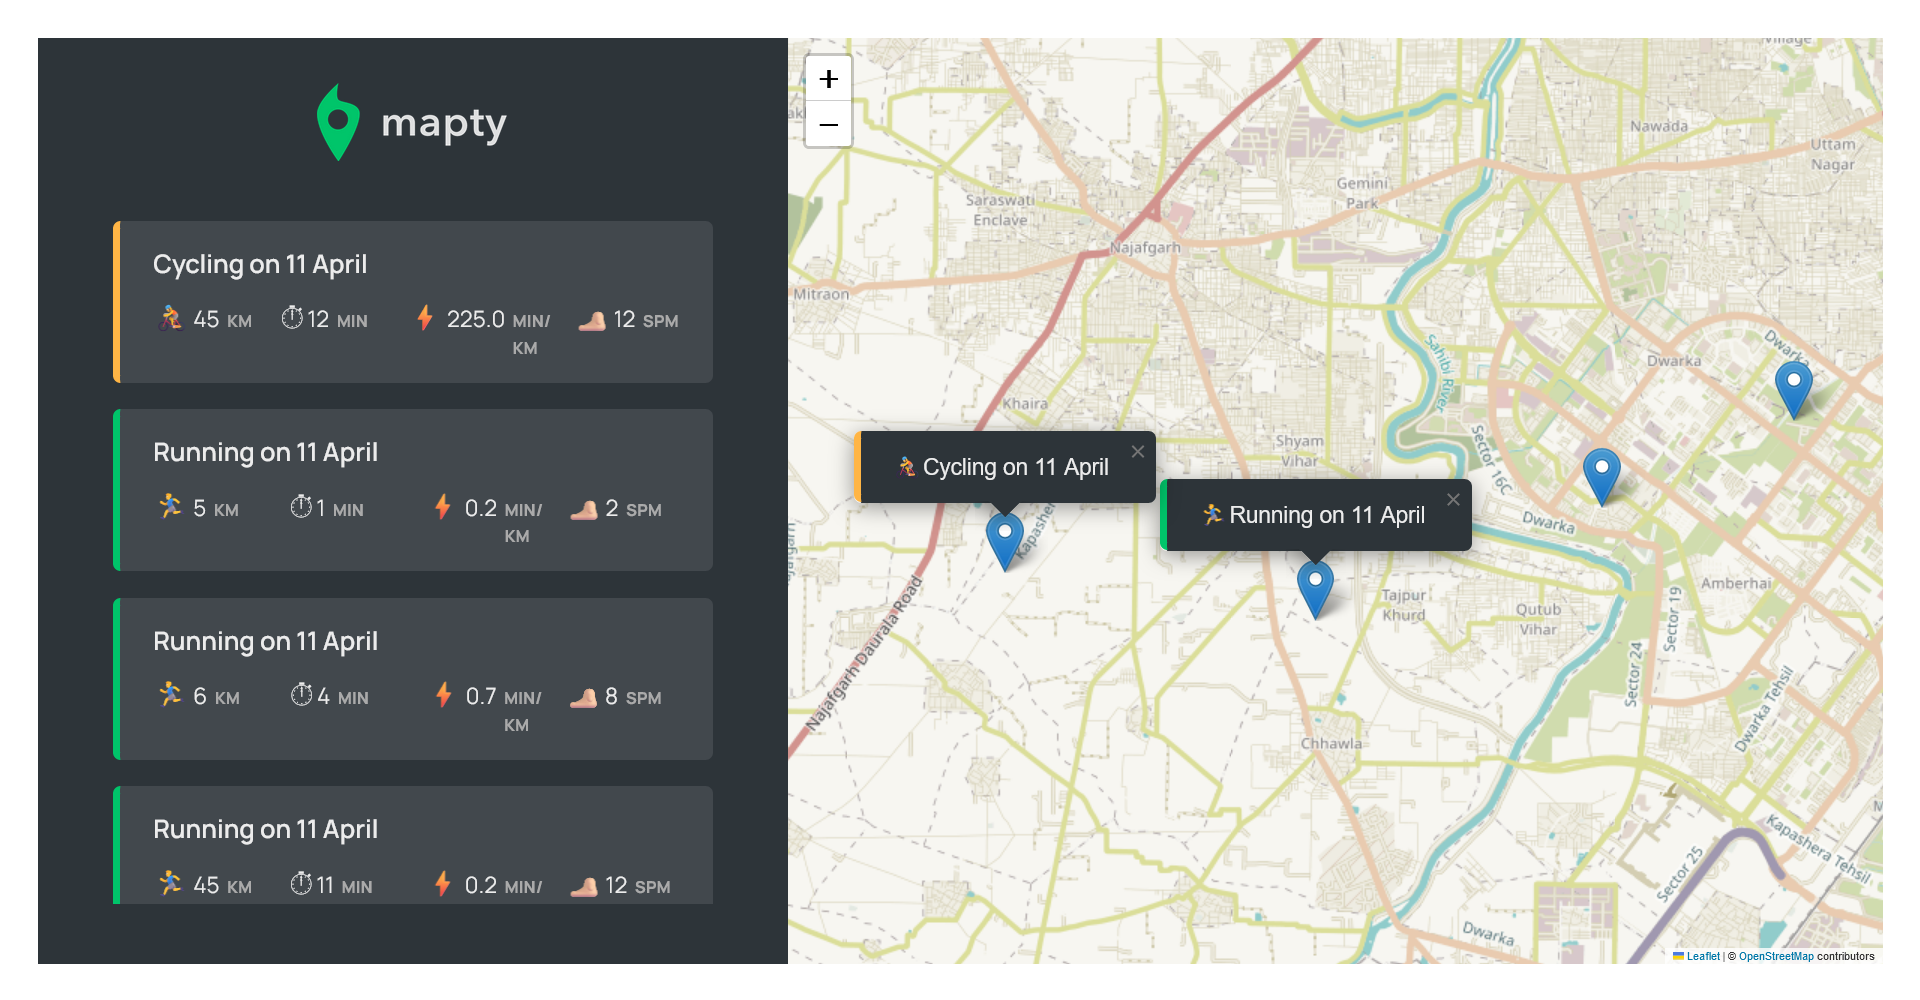 mapty
Cycling on 11 April
45 KM
12 MIN
225.0 MIN/
KM
12 SPM
Running on 11 April
5 KM
1 MIN
0.2 MIN/
KM
2 SPM
Running on 11 April
6 KM
4 MIN
0.7 MIN/
KM
8 SPM
Running on 11 April
45 KM
11 MIN
0.2 MIN/
12 SPM
+
−
Nawada
Uttam
Nagar
Gemini
Park
Saraswati
Enclave
Najafgarh
Mitraon
Sahibi River
Dwarka
Dwarka
Khaira
Shyam
Vihar
Sector 16C
Cycling on 11 April
×
Running on 11 April
×
Dwarka
Najafgarh Daurala Road
Tajpur
Khurd
Qutub
Vihar
Amberhai
Sector 19
Sector 24
Dwarka Tehsil
Chhawla
Kapashera Tehsil
Sector 25
Dwarka
Leaflet | © OpenStreetMap contributors